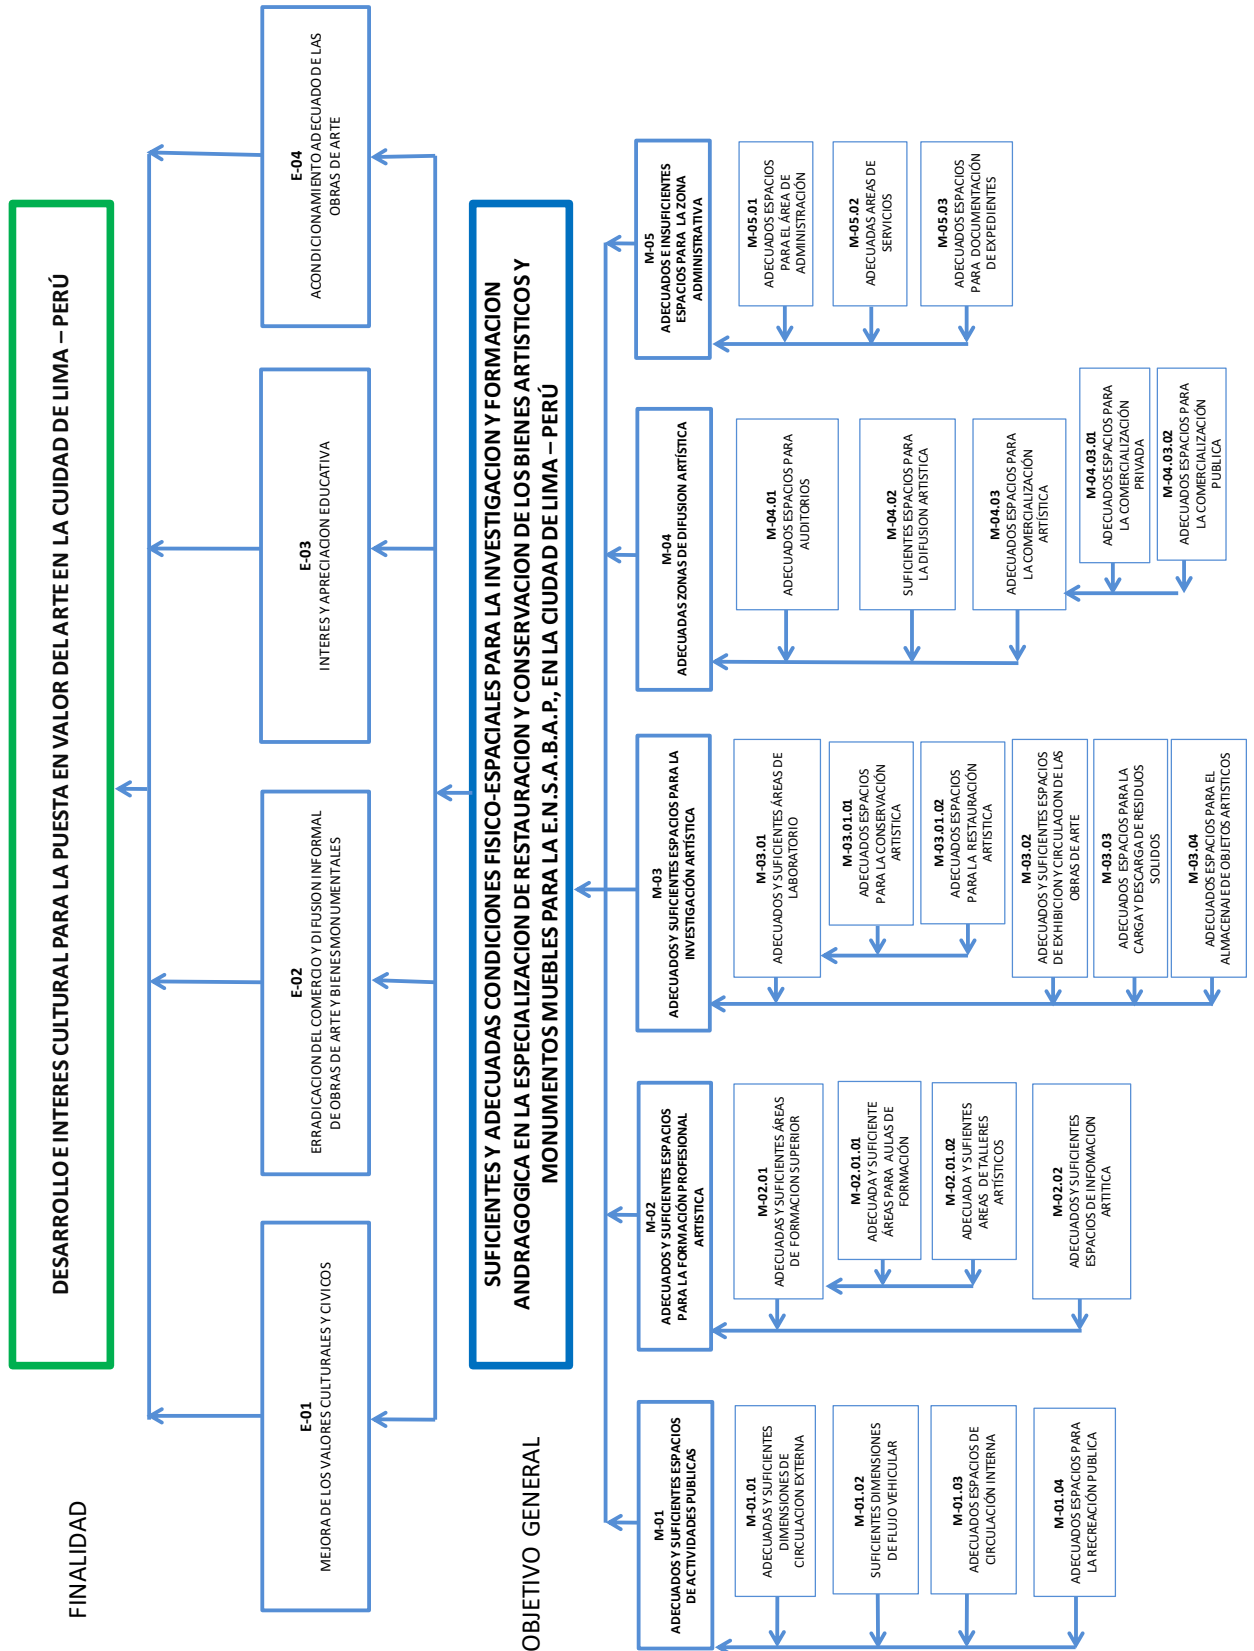 FINALIDAD
DESARROLLO E INTERES CULTURAL PARA LA PUESTA EN VALOR DEL ARTE EN LA CUIDAD DE LIMA – PERÚ
E-01
MEJORA DE LOS VALORES CULTURALES Y CIVICOS
E-02
ERRADICACION DEL COMERCIO Y DIFUSION INFORMAL
DE OBRAS DE ARTE Y BIENES MONUMENTALES
E-03
INTERES Y APRECIACION EDUCATIVA
E-04
ACONDICIONAMIENTO ADECUADO DE LAS
OBRAS DE ARTE
OBJETIVO GENERAL
SUFICIENTES Y ADECUADAS CONDICIONES FISICO-ESPACIALES PARA LA INVESTIGACION Y FORMACION
ANDRAGOGICA EN LA ESPECIALIZACION DE RESTAURACION Y CONSERVACION DE LOS BIENES ARTISTICOS Y
MONUMENTOS MUEBLES PARA LA E.N.S.A.B.A.P., EN LA CIUDAD DE LIMA – PERÚ
M-01
ADECUADOS Y SUFICIENTES ESPACIOS
DE ACTIVIDADES PUBLICAS
M-01.01
ADECUADAS Y SUFICIENTES
DIMENSIONES DE
CIRCULACION EXTERNA
M-01.02
SUFICIENTES DIMENSIONES
DE FLUJO VEHICULAR
M-01.03
ADECUADOS ESPACIOS DE
CIRCULACIÓN INTERNA
M-01.04
ADECUADOS ESPACIOS PARA
LA RECREACIÓN PUBLICA
M-02
ADECUADOS Y SUFICIENTES ESPACIOS
PARA LA FORMACIÓN PROFESIONAL
ARTISTICA
M-02.01
ADECUADAS Y SUFICIENTES ÁREAS
DE FORMACION SUPERIOR
M-02.01.01
ADECUADA Y SUFICIENTE
ÁREAS PARA AULAS DE
FORMACIÓN
M-02.01.02
ADECUADA Y SUFIENTES
AREAS DE TALLERES
ARTÍSTICOS
M-02.02
ADECUADOS Y SUFICIENTES
ESPACIOS DE INFOMACION
ARTITICA
M-03
ADECUADOS Y SUFICIENTES ESPACIOS PARA LA
INVESTIGACIÓN ARTÍSTICA
M-03.01
ADECUADOS Y SUFICIENTES ÁREAS DE
LABORATORIO
M-03.01.01
ADECUADOS ESPACIOS
PARA LA CONSERVACIÓN
ARTISTICA
M-03.01.02
ADECUADOS ESPACIOS
PARA LA RESTAURACIÓN
ARTISTICA
M-03.02
ADECUADOS Y SUFICIENTES ESPACIOS
DE EXHIBICION Y CIRCULACION DE LAS
OBRAS DE ARTE
M-03.03
ADECUADOS ESPACIOS PARA LA
CARGA Y DESCARGA DE RESIDUOS
SOLIDOS
M-03.04
ADECUADOS ESPACIOS PARA EL
ALMACENAJE DE OBJETOS ARTISTICOS
M-04
ADECUADAS ZONAS DE DIFUSION ARTÍSTICA
M-04.01
ADECUADOS ESPACIOS PARA
AUDITORIOS
M-04.02
SUFICIENTES ESPACIOS PARA
LA DIFUSION ARTISTICA
M-04.03
ADECUADOS ESPACIOS PARA
LA COMERCIALIZACIÓN
ARTÍSTICA
M-04.03.01
ADECUADOS ESPACIOS PARA
LA COMERCIALIZACIÓN
PRIVADA
M-04.03.02
ADECUADOS ESPACIOS PARA
LA COMERCIALIZACIÓN
PUBLICA
M-05
ADECUADOS E INSUFICIENTES
ESPACIOS PARA LA ZONA
ADMINISTRATIVA
M-05.01
ADECUADOS ESPACIOS
PARA EL ÁREA DE
ADMINISTRACIÓN
M-05.02
ADECUADAS AREAS DE
SERVICIOS
M-05.03
ADECUADOS ESPACIOS
PARA DOCUMENTACIÓN
DE EXPEDIENTES